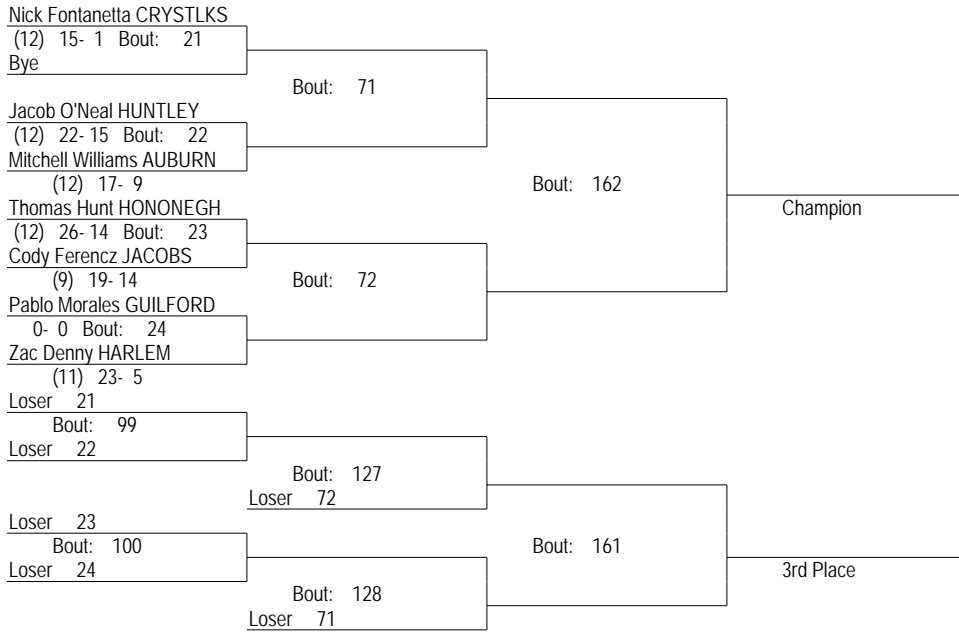 Nick Fontanetta CRYSTLKS
(12) 15- 1 Bout: 21
Bye
Bout: 71
Jacob O'Neal HUNTLEY
(12) 22- 15 Bout: 22
Mitchell Williams AUBURN
(12) 17- 9
Bout: 162
Thomas Hunt HONONEGH
Champion
(12) 26- 14 Bout: 23
Cody Ferencz JACOBS
(9) 19- 14
Bout: 72
Pablo Morales GUILFORD
0- 0 Bout: 24
Zac Denny HARLEM
(11) 23- 5
Loser 21
Bout: 99
Loser 22
Bout: 127
Loser 72
Loser 23
Bout: 100
Bout: 161
Loser 24
3rd Place
Bout: 128
Loser 71